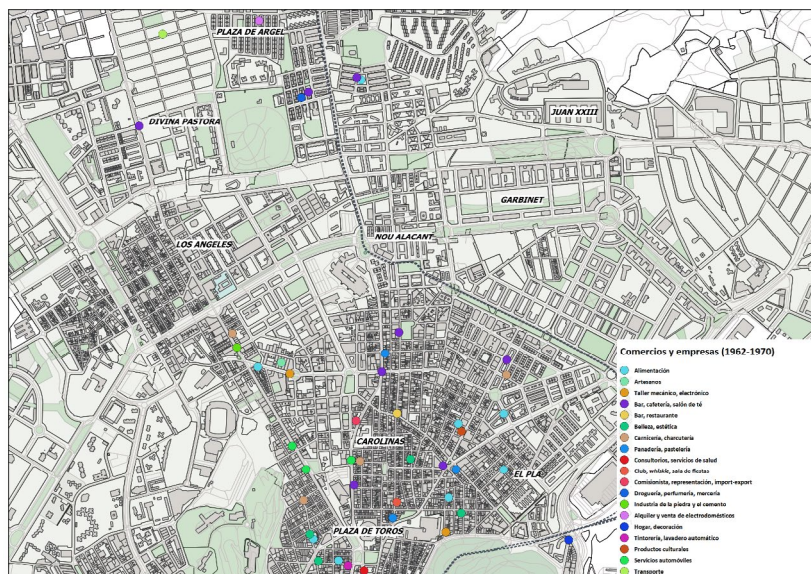 PLAZA DE ARGEL
DIVINA PASTORA
JUAN XXIII
GARBINET
NOU ALACANT
LOS ANGELES
CAROLINAS
EL PLA
PLAZA DE TOROS
Comercios y empresas (1962-1970)
Alimentación
Artesanos
Taller mecánico, electrónico
Bar, cafetería, salón de té
Bar, restaurante
Belleza, estética
Carnicería, charcutería
Panadería, pastelería
Consultorios, servicios de salud
Club, whiskie, sala de fiestas
Comisionista, representación, import-export
Droguería, perfumería, mercería
Industria de la piedra y el cemento
Alquiler y venta de electrodomésticos
Hogar, decoración
Tintorería, lavadero automático
Productos culturales
Servicios automóviles
Transporte